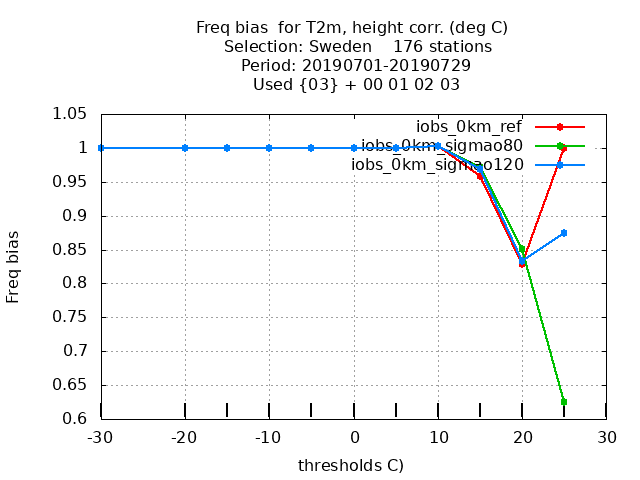 Freq bias  for T2m, height corr. (deg C)
Selection: Sweden    176 stations
Period: 20190701-20190729
Used {03} + 00 01 02 03
iobs_0km_ref
iobs_0km_sigmao80
iobs_0km_sigmao120
Freq bias
1.05
1
0.95
0.9
0.85
0.8
0.75
0.7
0.65
0.6
-30 -20 -10 0 10 20 30
thresholds C)